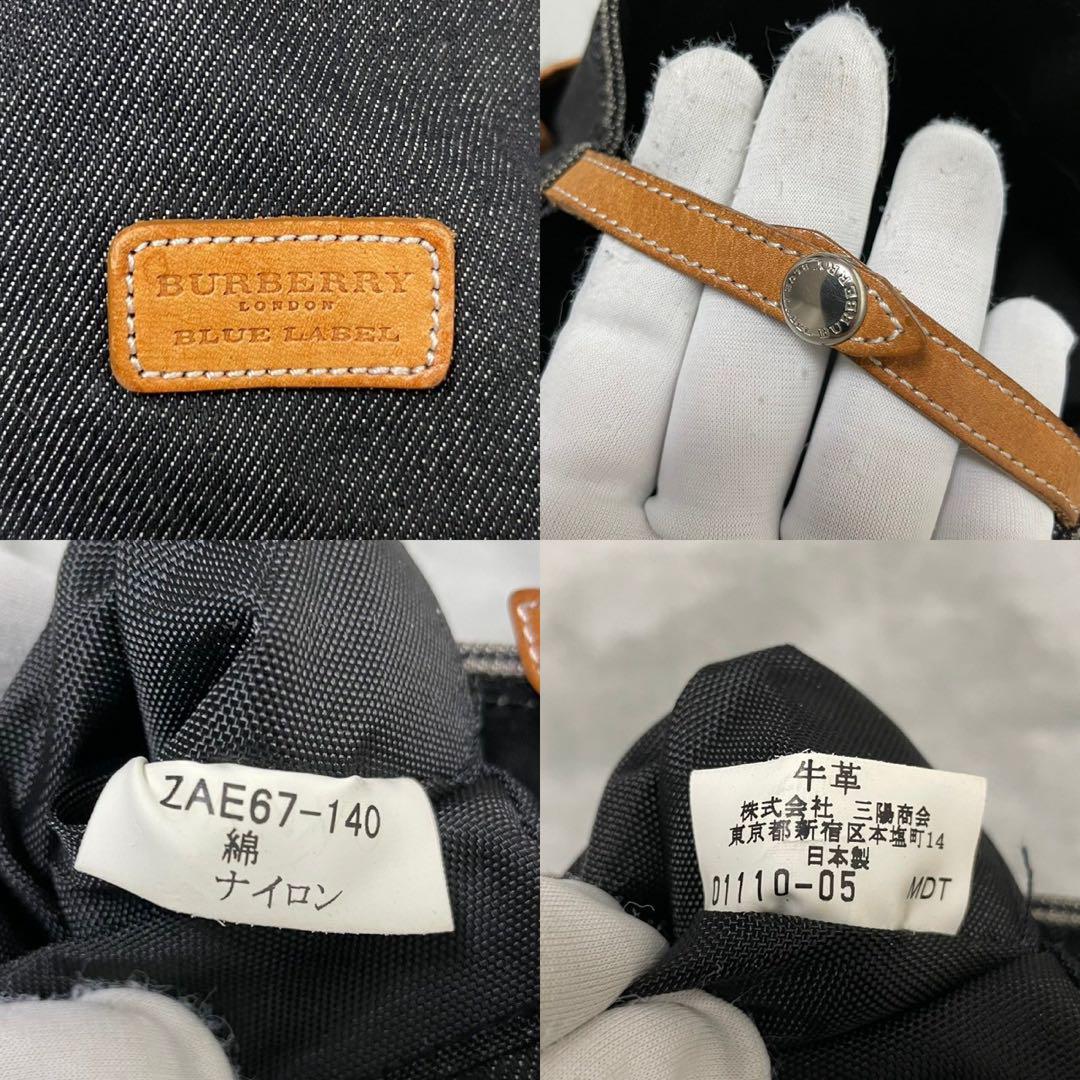 BURBERRY
LONDON
BLUE LABEL
ZAE67-140
綿
ナイロン
牛革
株式会社 三陽商会
東京都新宿区本塩町14
日本製
01110-05 MDT